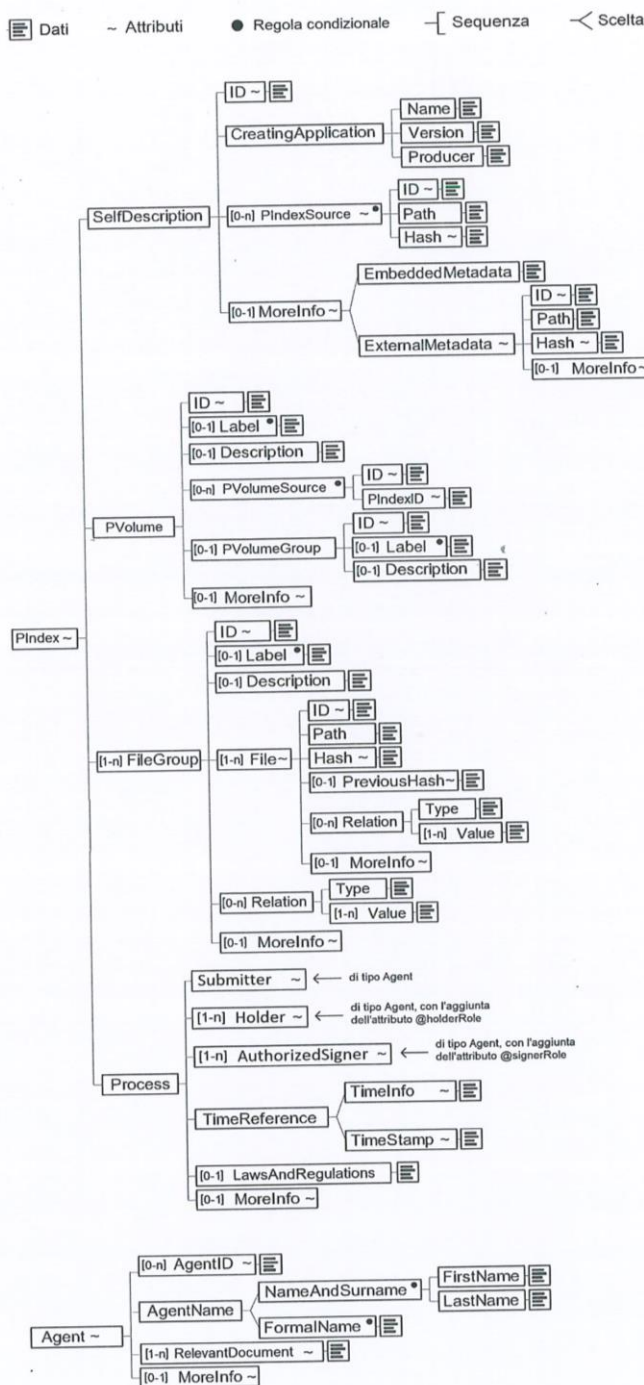 Dati ~ Attributi ● Regola condizionale Sequenza Scelta
ID ~
CreatingApplication
Name
Version
Producer
SelfDescription
[0-n] PIndexSource ~ ●
ID ~
Path
Hash ~
[0-1] MoreInfo ~
EmbeddedMetadata
ExternalMetadata ~
ID ~
Path
Hash ~
[0-1] MoreInfo ~
ID ~
[0-1] Label ●
[0-1] Description
[0-n] PVolumeSource ●
ID ~
PIndexID ~
PVolume
[0-1] PVolumeGroup
ID ~
[0-1] Label ●
[0-1] Description
[0-1] MoreInfo ~
PIndex ~
ID ~
[0-1] Label ●
[0-1] Description
[1-n] FileGroup
[1-n] File~
ID ~
Path
Hash ~
[0-1] PreviousHash~
[0-n] Relation
Type
[1-n] Value
[0-1] MoreInfo ~
[0-n] Relation
Type
[1-n] Value
[0-1] MoreInfo ~
Process
Submitter ~
di tipo Agent
[1-n] Holder ~
di tipo Agent, con l'aggiunta
dell'attributo @holderRole
[1-n] AuthorizedSigner ~
di tipo Agent, con l'aggiunta
dell'attributo @signerRole
TimeReference
TimeInfo ~
TimeStamp ~
[0-1] LawsAndRegulations
[0-1] MoreInfo ~
Agent ~
[0-n] AgentID ~
AgentName
NameAndSurname ●
FirstName
LastName
FormalName ●
[1-n] RelevantDocument ~
[0-1] MoreInfo ~